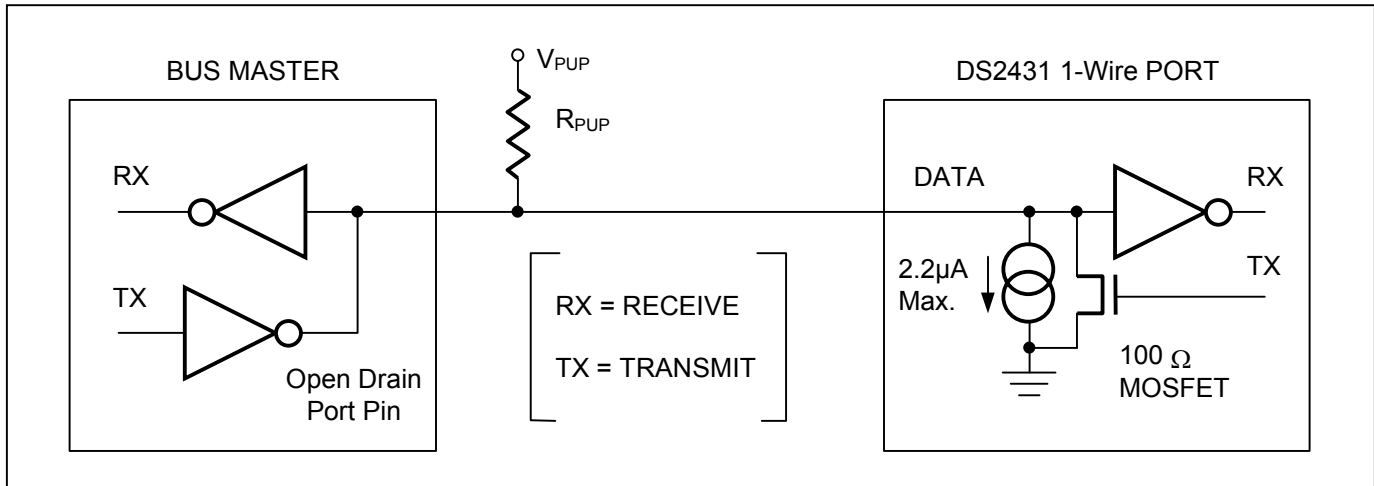 BUS MASTER
VPUP
DS2431 1-Wire PORT
RPUP
RX
DATA
RX
TX
2.2µA
Max.
TX
RX = RECEIVE
TX = TRANSMIT
Open Drain
Port Pin
100 Ω
MOSFET